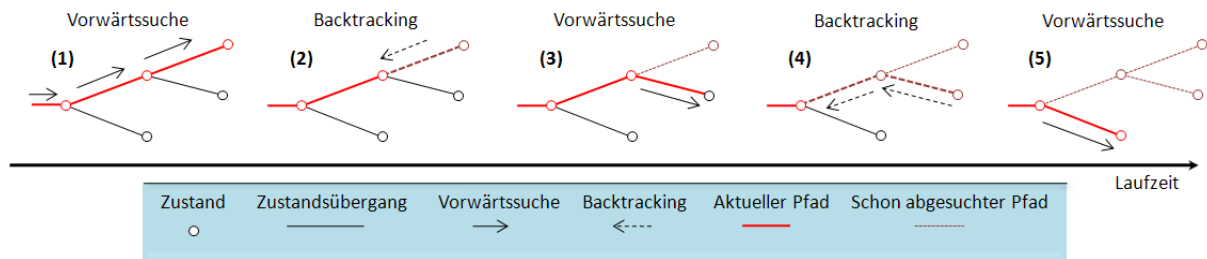 Vorwärtssuche Backtracking Vorwärtssuche Backtracking Vorwärtssuche
(1) (2) (3) (4) (5)
Laufzeit
Zustand Zustandsübergang Vorwärtssuche Backtracking Aktueller Pfad Schon abgesuchter Pfad